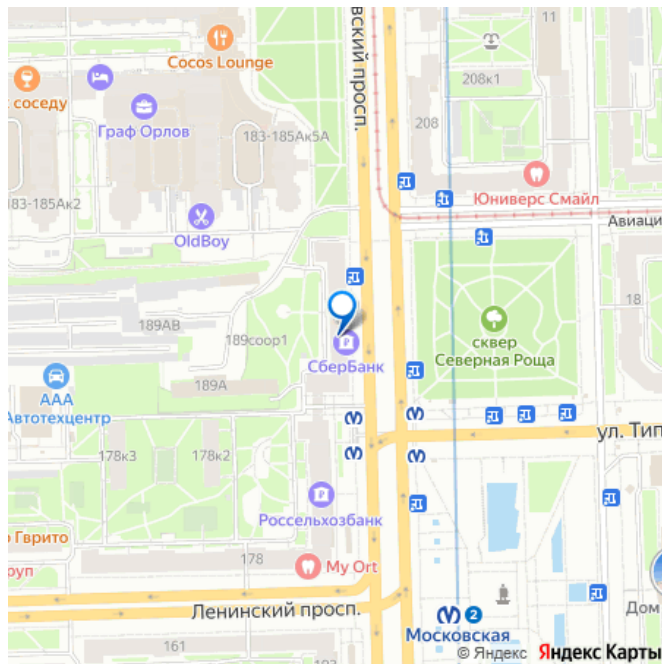 вский просп.
Cocos Lounge
соседу
Граф Орлов
183-185Ак5А
183-185Ак2
OldBoy
11
208к1
208
Юниверс Смайл
Авиаци
189АВ
189соор1
СберБанк
сквер
Северная Роща
18
ААА
Автотехцентр
189А
178к3
178к2
ул. Тип
Россельхозбанк
о Гврито
руп
178
My Ort
Ленинский просп.
161
2
Московская
Дом
© Яндекс Яндекс Карты